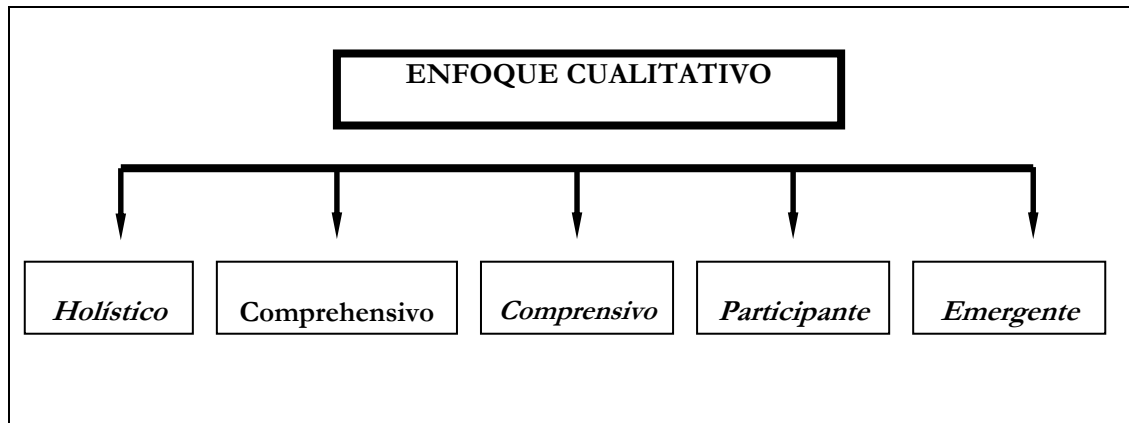 ENFOQUE CUALITATIVO
Holístico
Comprehensivo
Comprensivo
Participante
Emergente